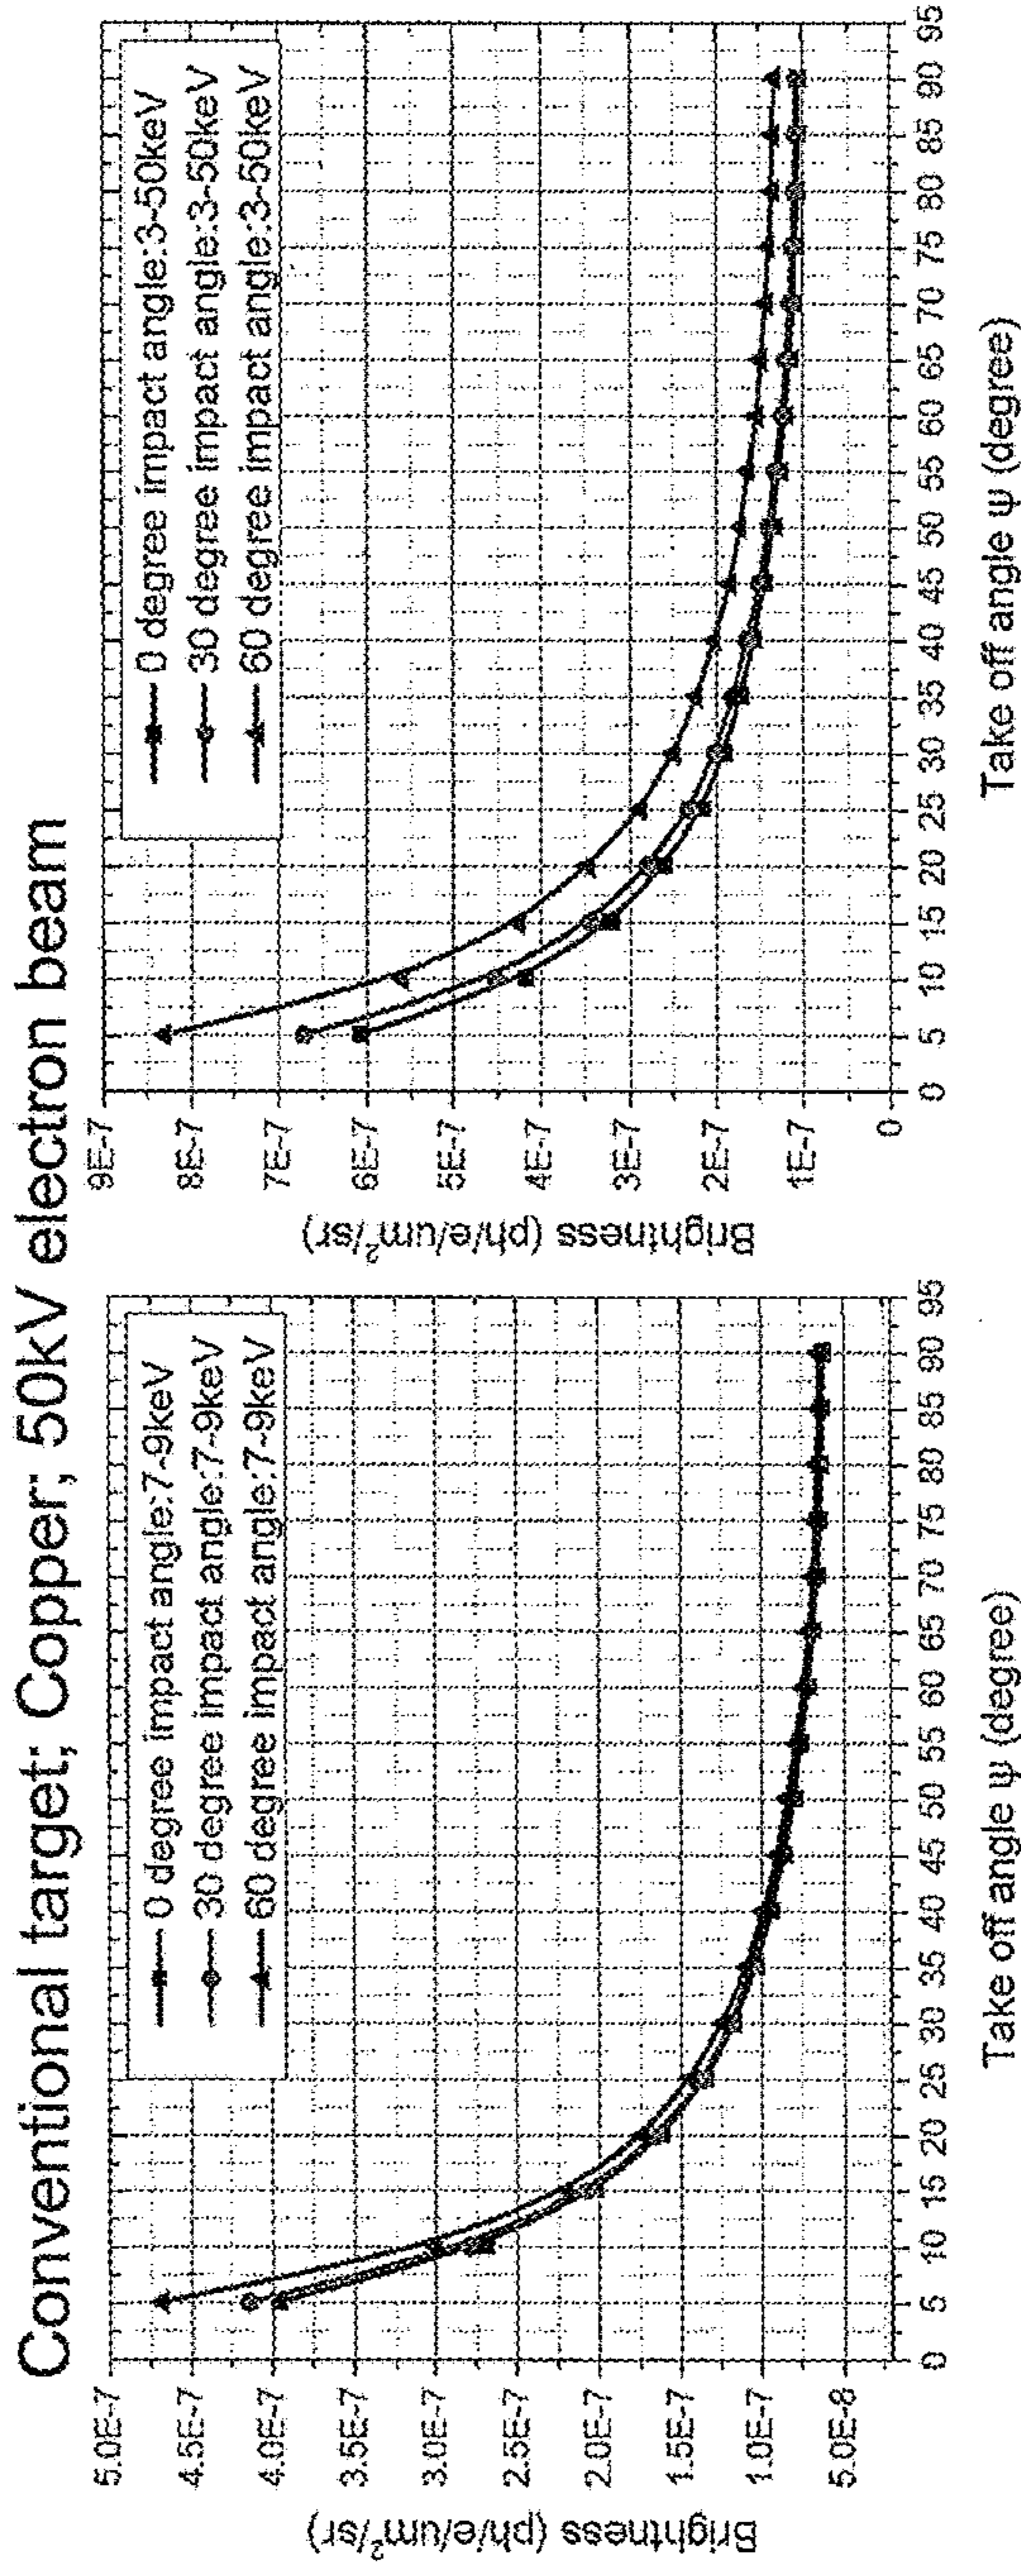 Conventional target; Copper; 50kV electron beam
Brightness (ph/e/um²/sr)
5.0E-7
4.5E-7
4.0E-7
3.5E-7
3.0E-7
2.5E-7
2.0E-7
1.5E-7
1.0E-7
5.0E-8
0 degree impact angle:7-9keV
30 degree impact angle:7-9keV
60 degree impact angle:7-9keV
0 5 10 15 20 25 30 35 40 45 50 55 60 65 70 75 80 85 90 95
Take off angle ψ (degree)
Brightness (ph/e/um²/sr)
9E-7
8E-7
7E-7
6E-7
5E-7
4E-7
3E-7
2E-7
1E-7
0
0 degree impact angle:3-50keV
30 degree impact angle:3-50keV
60 degree impact angle:3-50keV
0 5 10 15 20 25 30 35 40 45 50 55 60 65 70 75 80 85 90 95
Take off angle ψ (degree)